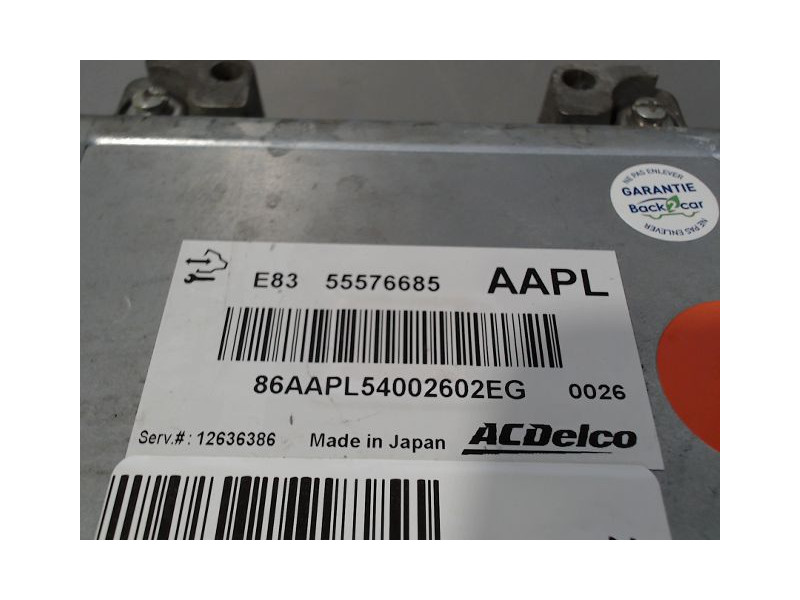 NE PAS ENLEVER
GARANTIE
Back2car
NE PAS ENLEVER
E83 55576685 AAPL
86AAPL54002602EG 0026
Serv.#: 12636386 Made in Japan ACDelco